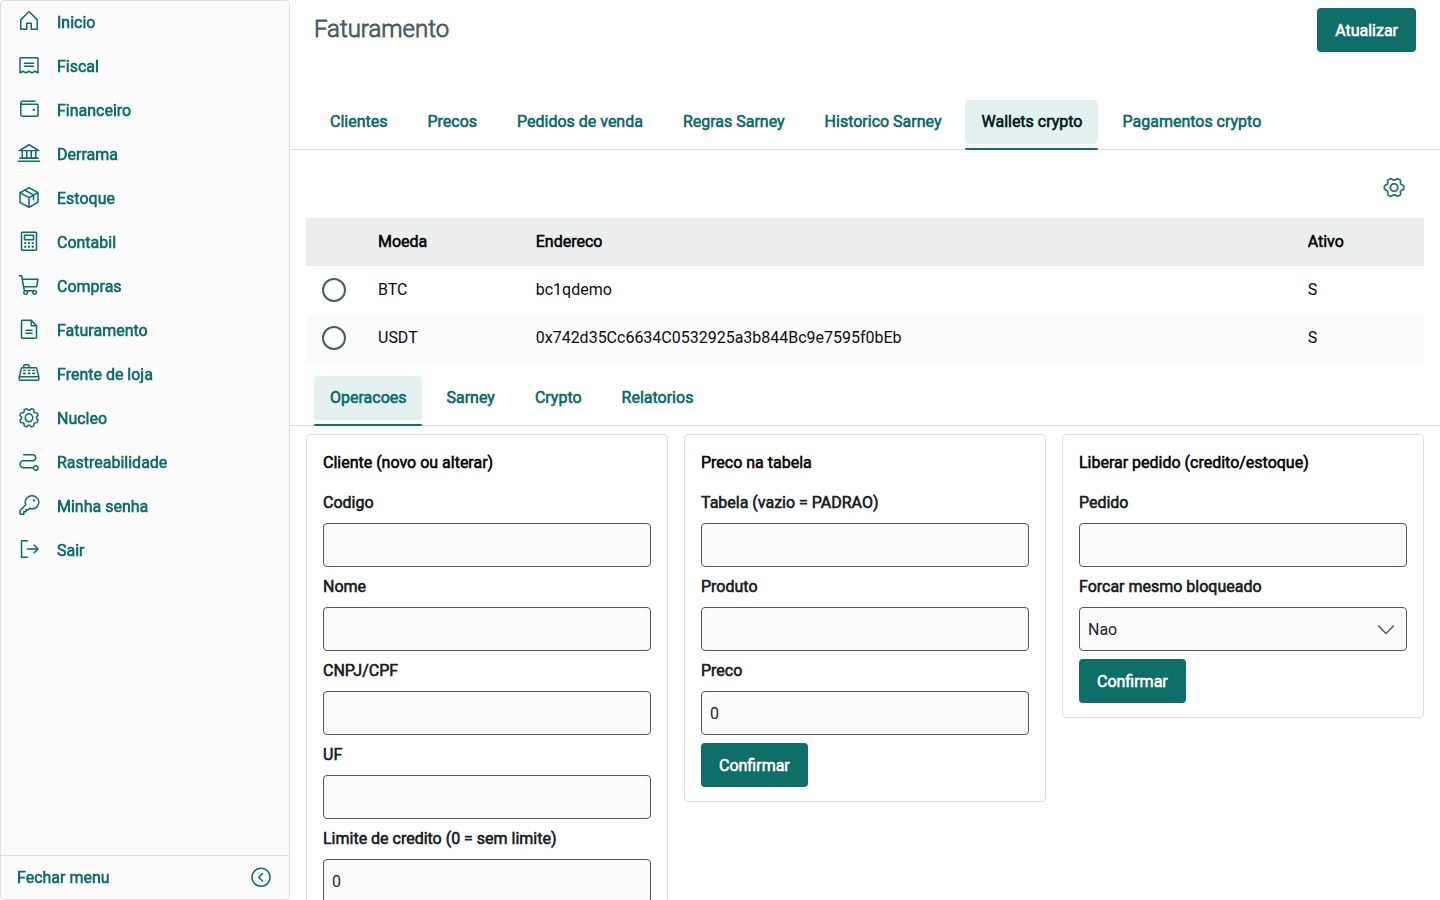 Inicio
Fiscal
Financeiro
Derrama
Estoque
Contabil
Compras
Faturamento
Frente de loja
Nucleo
Rastreabilidade
Minha senha
Sair
Fechar menu
Faturamento
Atualizar
Clientes Precos Pedidos de venda Regras Sarney Historico Sarney Wallets crypto Pagamentos crypto
Moeda Endereco Ativo
BTC bc1qdemo S
USDT 0x742d35Cc6634C0532925a3b844Bc9e7595f0bEb S
Operacoes Sarney Crypto Relatorios
Cliente (novo ou alterar)
Codigo
Nome
CNPJ/CPF
UF
Limite de credito (0 = sem limite)
0
Preco na tabela
Tabela (vazio = PADRAO)
Produto
Preco
0
Confirmar
Liberar pedido (credito/estoque)
Pedido
Forcar mesmo bloqueado
Nao
Confirmar